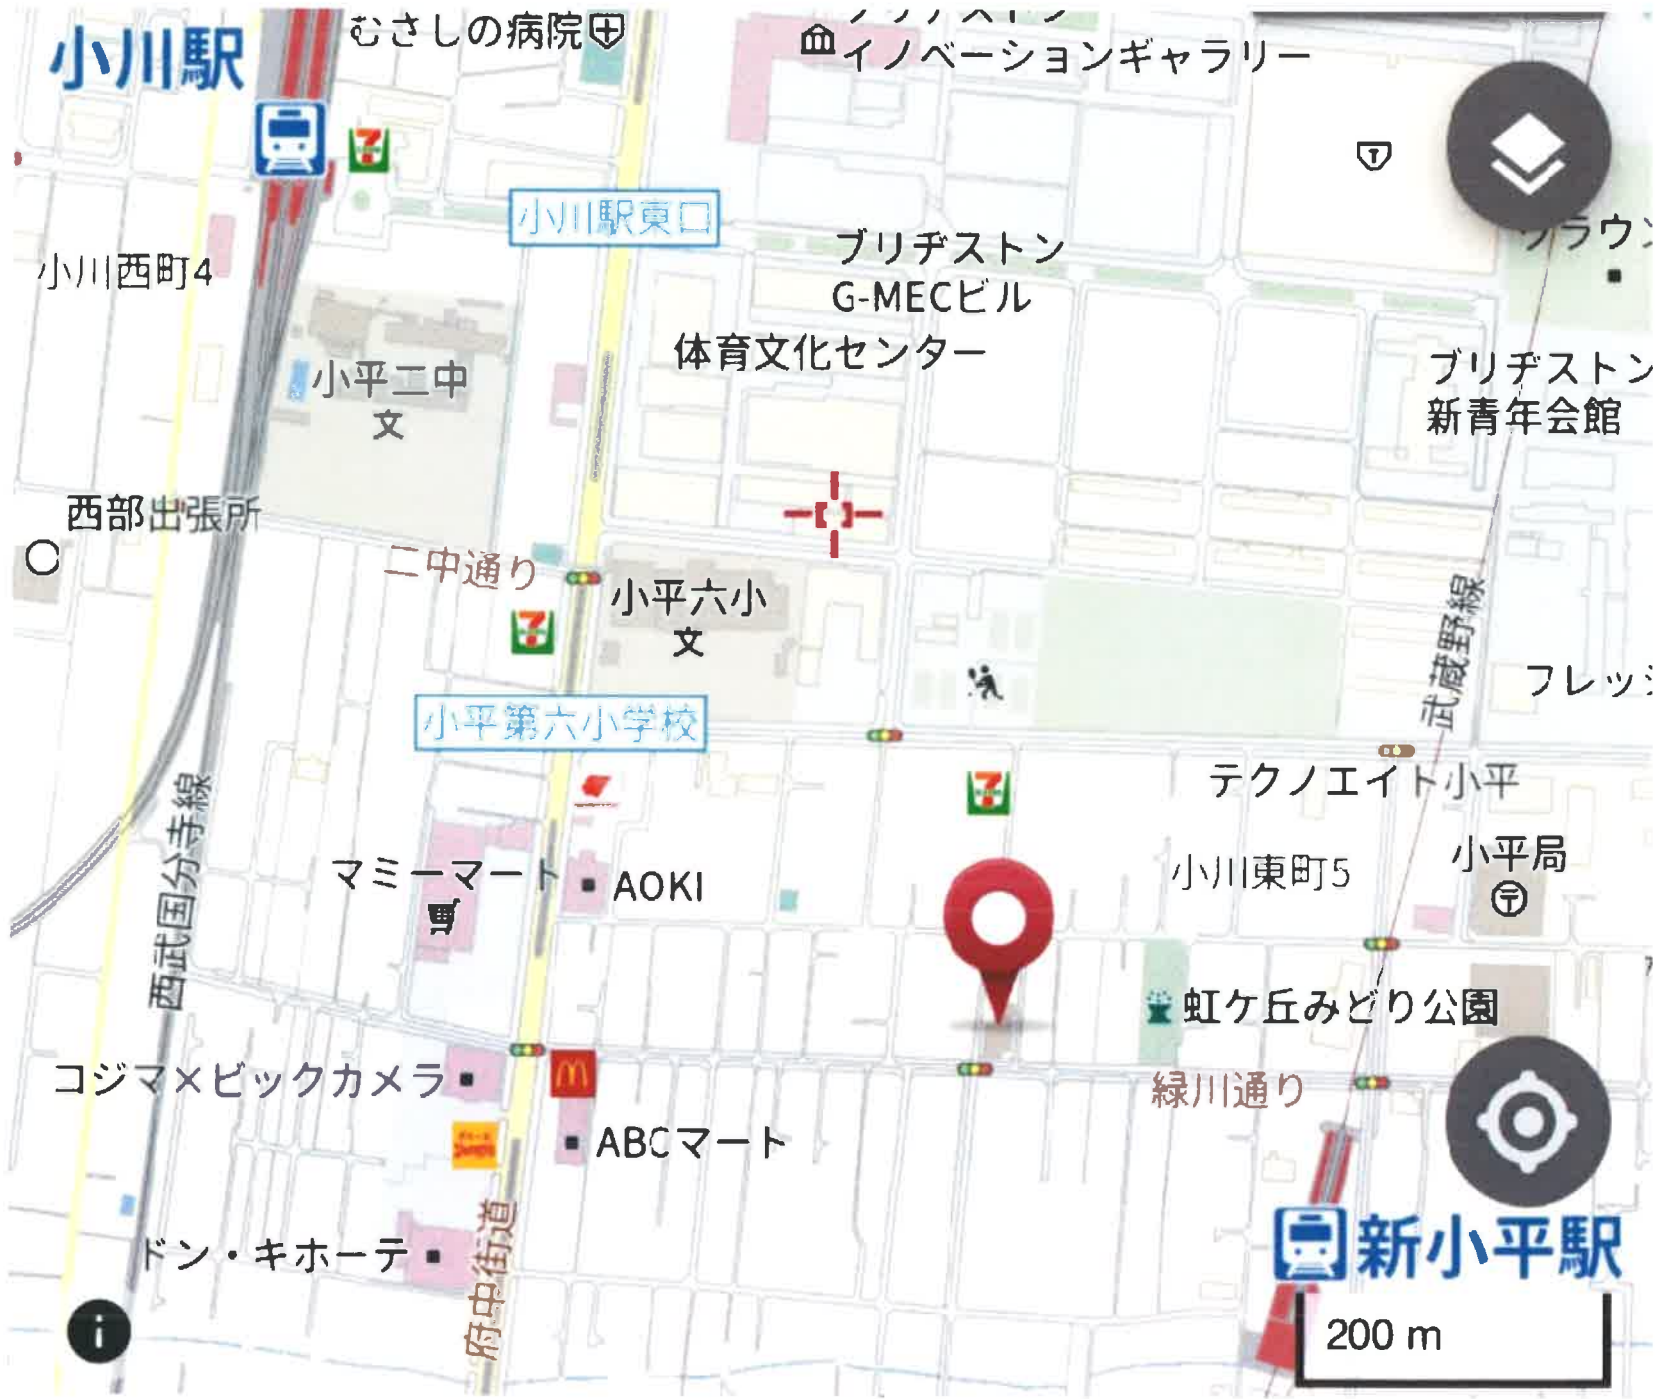 むさしの病院
小川駅
イノベーションギャラリー
小川駅東口
ブリヂストン
G-MECビル
小川西町4
体育文化センター
ブリヂストン
新青年会館
小平二中
文
西部出張所
二中通り
小平六小
文
武蔵野線
フレッシ
小平第六小学校
テクノエイト小平
西武国分寺線
マミーマート
AOKI
小川東町5
小平局
虹ケ丘みどり公園
コジマ×ビックカメラ
緑川通り
ABCマート
府中街道
ドン・キホーテ
新小平駅
200 m